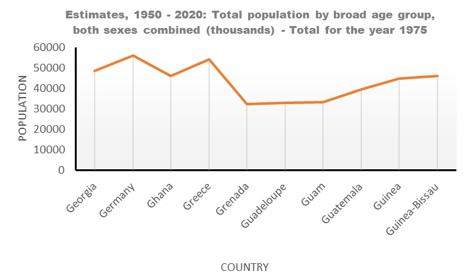 Estimates, 1950 - 2020: Total population by broad age group,
both sexes combined (thousands) - Total for the year 1975
60000
50000
40000
30000
20000
10000
0
POPULATION
Georgia
Germany
Ghana
Greece
Grenada
Guadeloupe
Guam
Guatemala
Guinea
Guinea-Bissau
COUNTRY